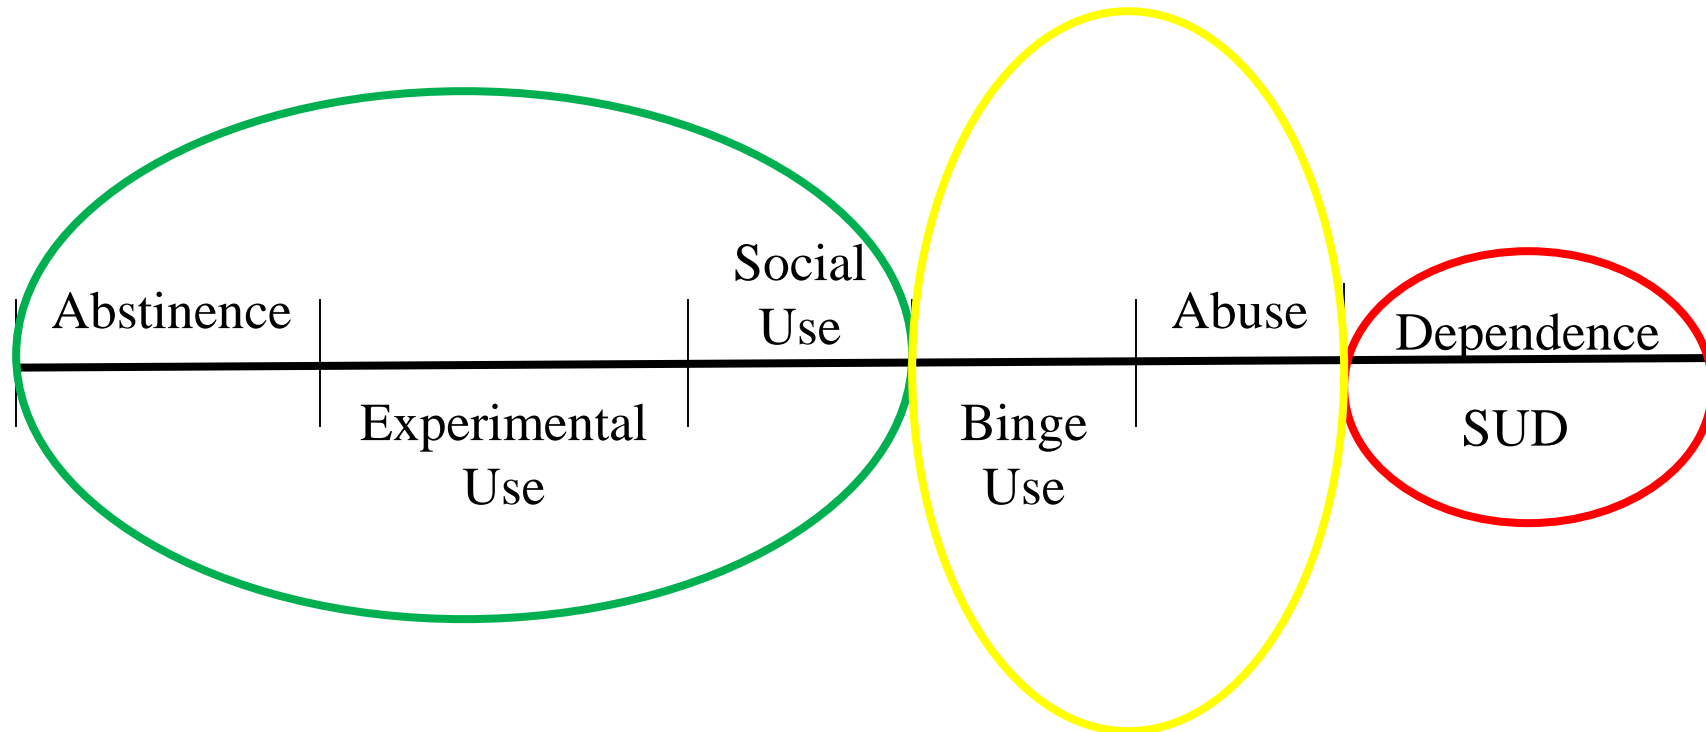 Abstinence
Experimental
Use
Social
Use
Binge
Use
Abuse
Dependence
SUD